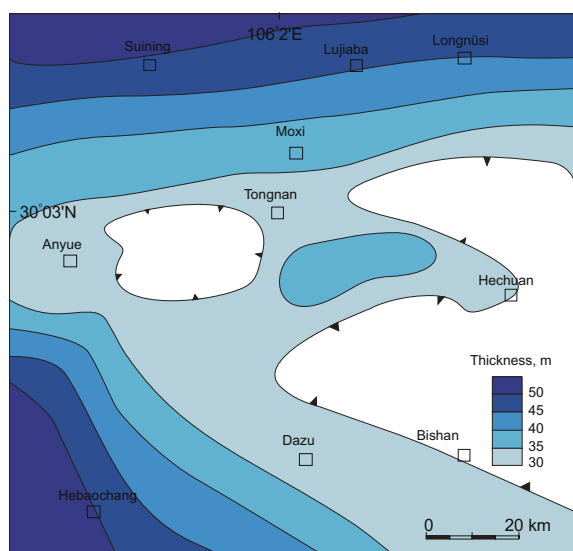 106°2'E
Suining
Lujiaba
Longnüsi
Moxi
Tongnan
30°03'N
Anyue
Hechuan
Thickness, m
50
45
40
35
30
Dazu
Bishan
Hebaochang
0 20 km